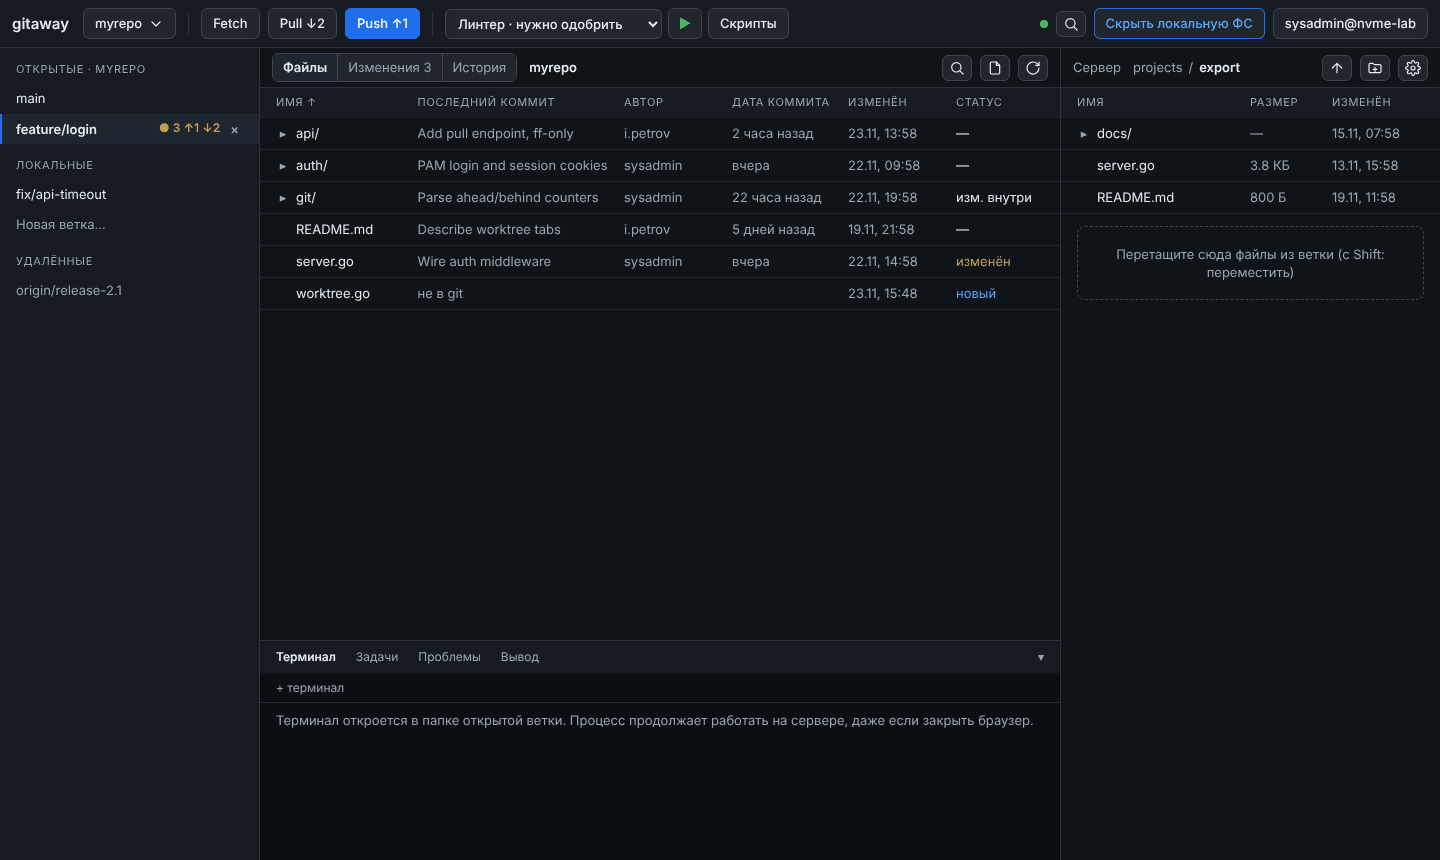 gitaway myrepo Fetch Pull ↓2 Push ↑1 Линтер · нужно одобрить Скрипты Скрыть локальную ФС sysadmin@nvme-lab
ОТКРЫТЫЕ · MYREPO
main
feature/login 3 ↑1 ↓2 ×
ЛОКАЛЬНЫЕ
fix/api-timeout
Новая ветка...
УДАЛЁННЫЕ
origin/release-2.1
Файлы Изменения 3 История myrepo
ИМЯ ↑ ПОСЛЕДНИЙ КОММИТ АВТОР ДАТА КОММИТА ИЗМЕНЁН СТАТУС
▸ api/ Add pull endpoint, ff-only i.petrov 2 часа назад 23.11, 13:58 —
▸ auth/ PAM login and session cookies sysadmin вчера 22.11, 09:58 —
▸ git/ Parse ahead/behind counters sysadmin 22 часа назад 22.11, 19:58 изм. внутри
README.md Describe worktree tabs i.petrov 5 дней назад 19.11, 21:58 —
server.go Wire auth middleware sysadmin вчера 22.11, 14:58 изменён
worktree.go не в git 23.11, 15:48 новый
Терминал Задачи Проблемы Вывод ▾
+ терминал
Терминал откроется в папке открытой ветки. Процесс продолжает работать на сервере, даже если закрыть браузер.
Сервер projects / export
ИМЯ РАЗМЕР ИЗМЕНЁН
▸ docs/ — 15.11, 07:58
server.go 3.8 КБ 13.11, 15:58
README.md 800 Б 19.11, 11:58
Перетащите сюда файлы из ветки (с Shift:
переместить)